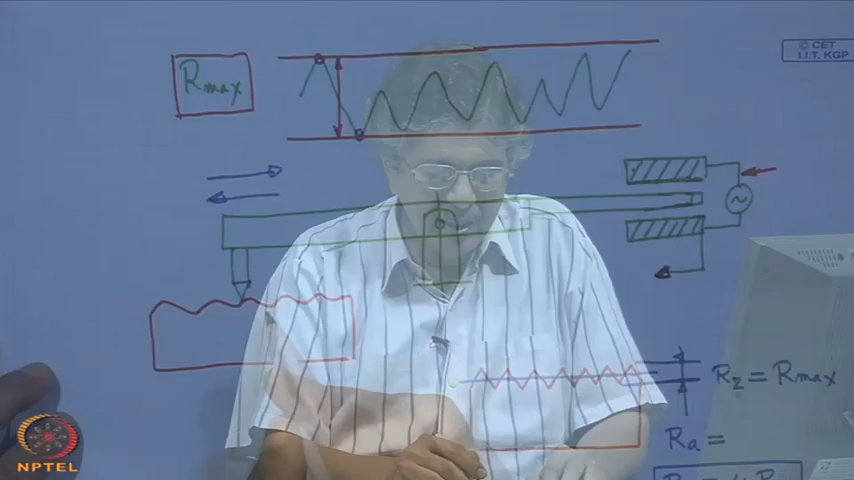 © CET
I.I.T. KGP
Rmax
Rz = Rmax
Ra =
NPTEL